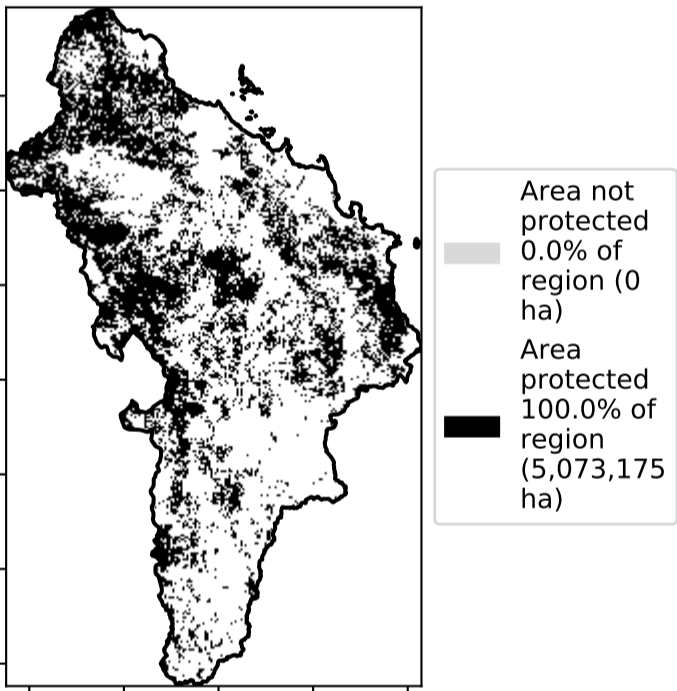 Area not
protected
0.0% of
region (0
ha)
Area
protected
100.0% of
region
(5,073,175
ha)